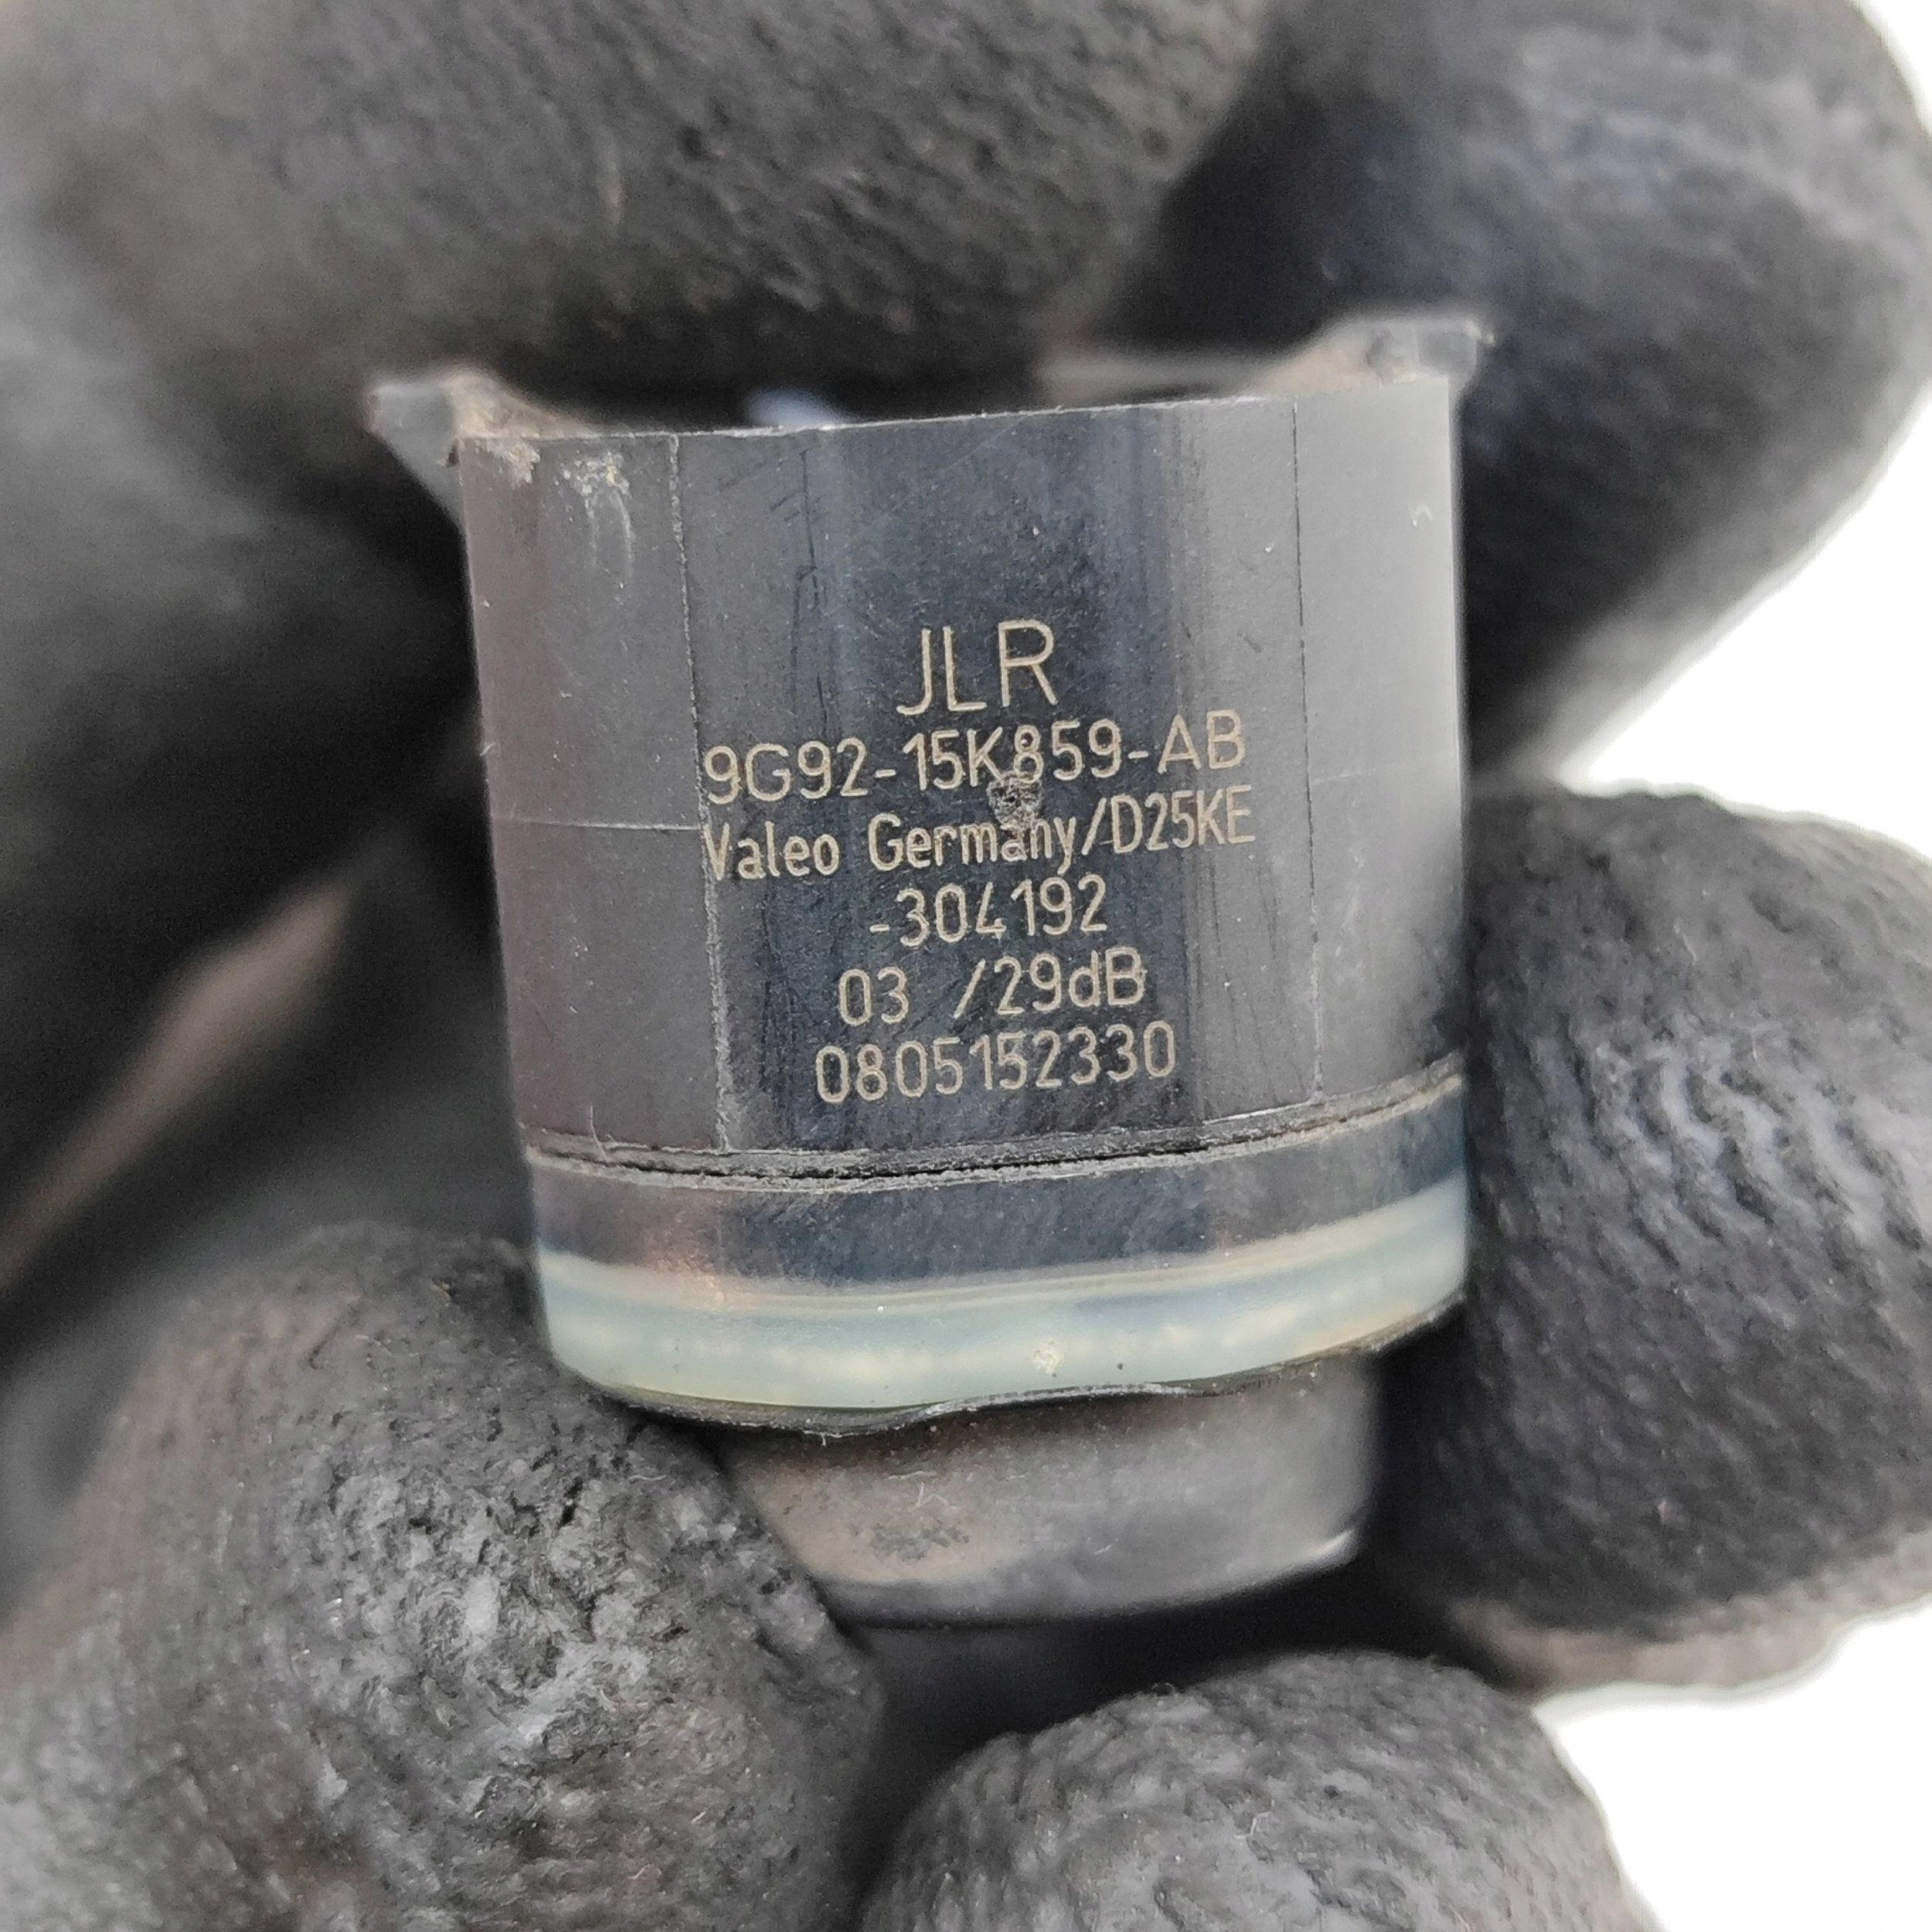 JLR
9G92-15K859-AB
Valeo Germany/D25KE
-304192
03 /29dB
0805152330